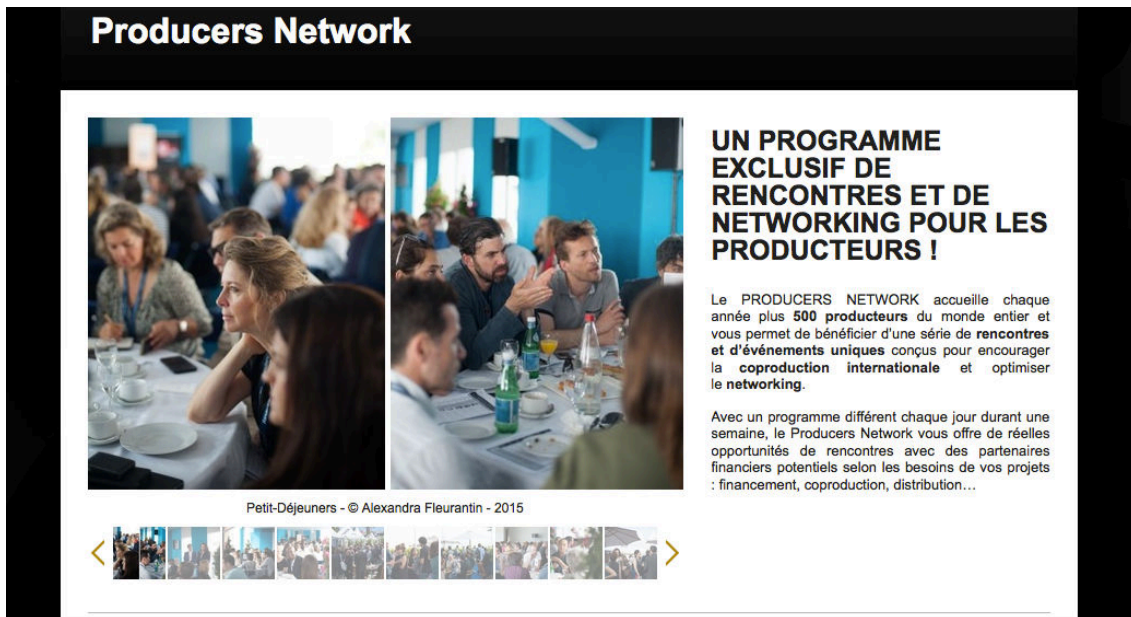 Producers Network
UN PROGRAMME
EXCLUSIF DE
RENCONTRES ET DE
NETWORKING POUR LES
PRODUCTEURS !
Le PRODUCERS NETWORK accueille chaque
année plus 500 producteurs du monde entier et
vous permet de bénéficier d'une série de rencontres
et d'événements uniques conçus pour encourager
la coproduction internationale et optimiser
le networking.
Avec un programme différent chaque jour durant une
semaine, le Producers Network vous offre de réelles
opportunités de rencontres avec des partenaires
financiers potentiels selon les besoins de vos projets
: financement, coproduction, distribution…
Petit-Déjeuners - © Alexandra Fleurantin - 2015